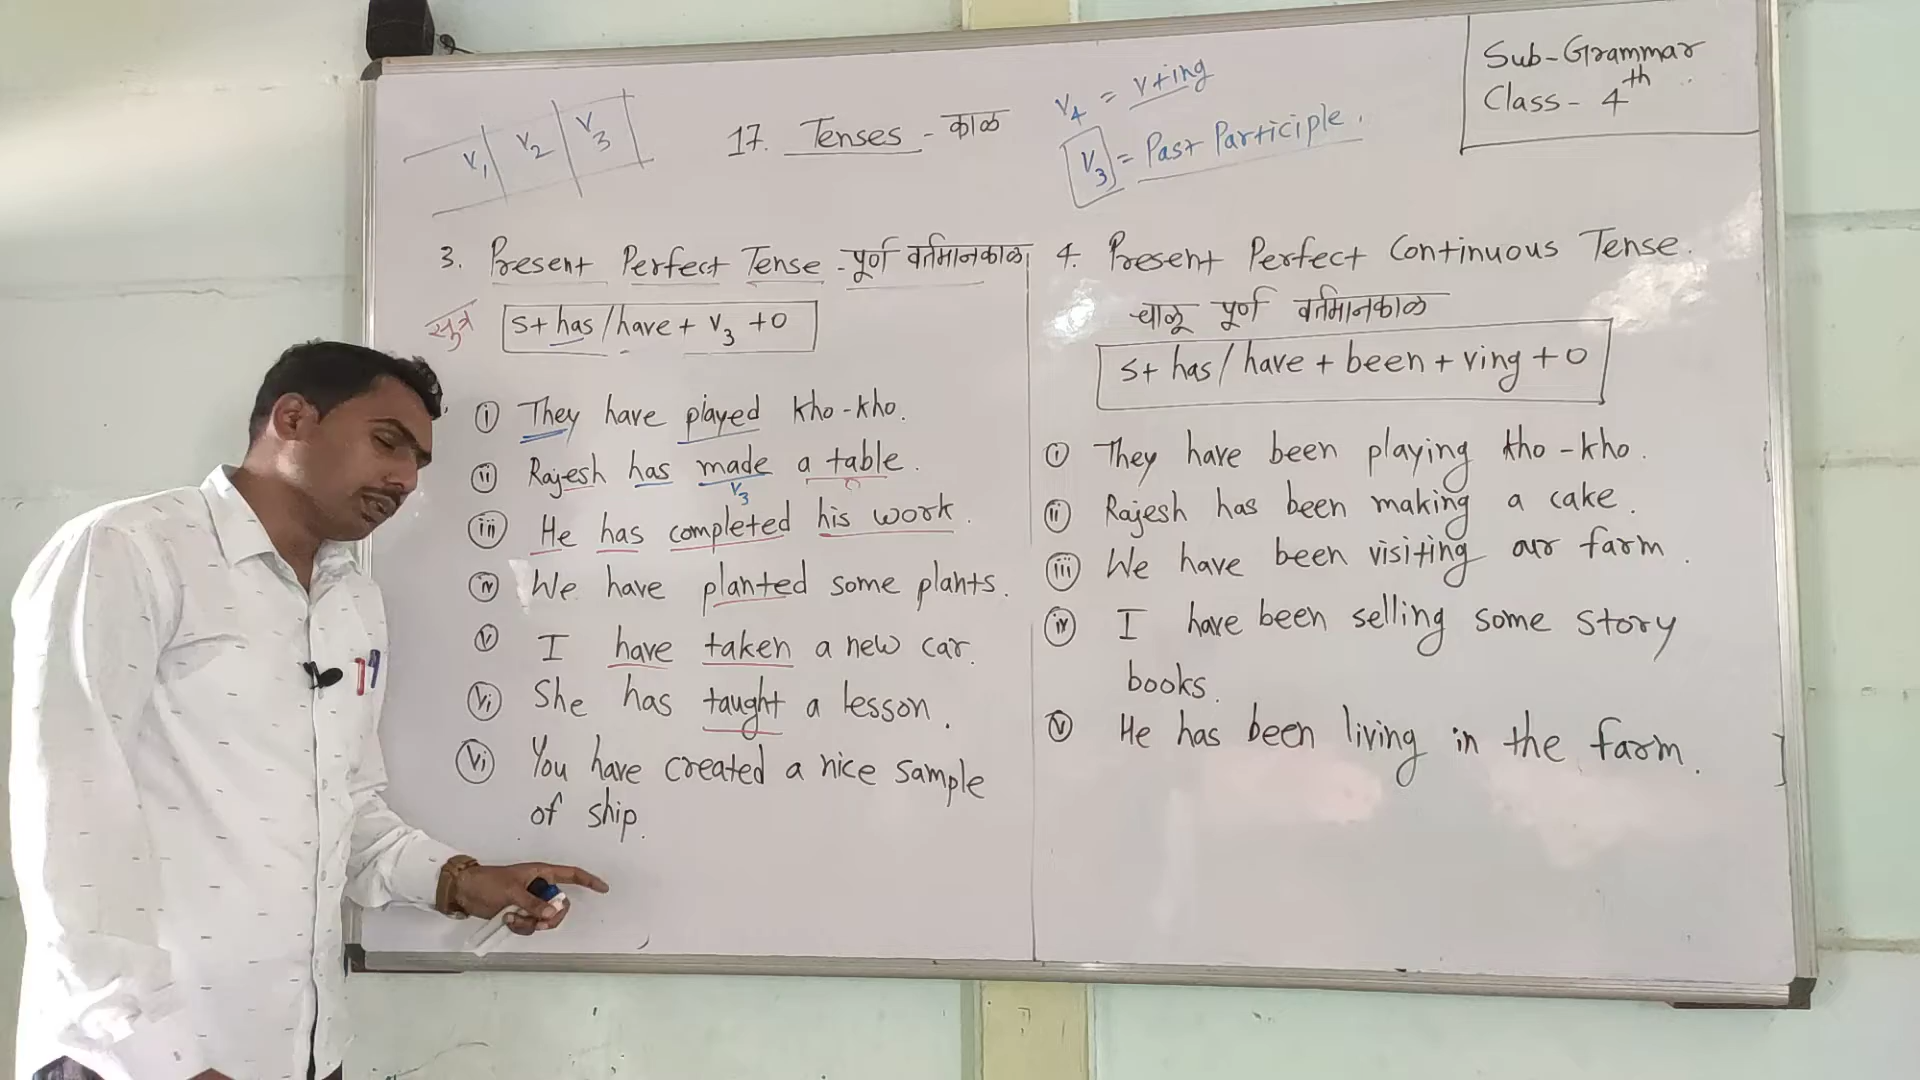 Sub-Grammar
Class- 4th
V1 | V2 | V3
17. Tenses - काळ
V4 = V+ing
V3 = Past Participle.
3. Present Perfect Tense - पूर्ण वर्तमानकाळ
सूत्र
S+ has/have + V3 +O
i They have played kho-kho.
ii Rajesh has made a table.
V3
O
iii He has completed his work.
iv We have planted some plants.
v I have taken a new car.
vi She has taught a lesson.
vi You have created a nice sample
of ship.
4. Present Perfect Continuous Tense.
चाळू पूर्ण वर्तमानकाळ
S+ has/have + been + Ving + O
i They have been playing kho-kho.
ii Rajesh has been making a cake.
iii We have been visiting our farm.
iv I have been selling some story
books.
v He has been living in the farm.